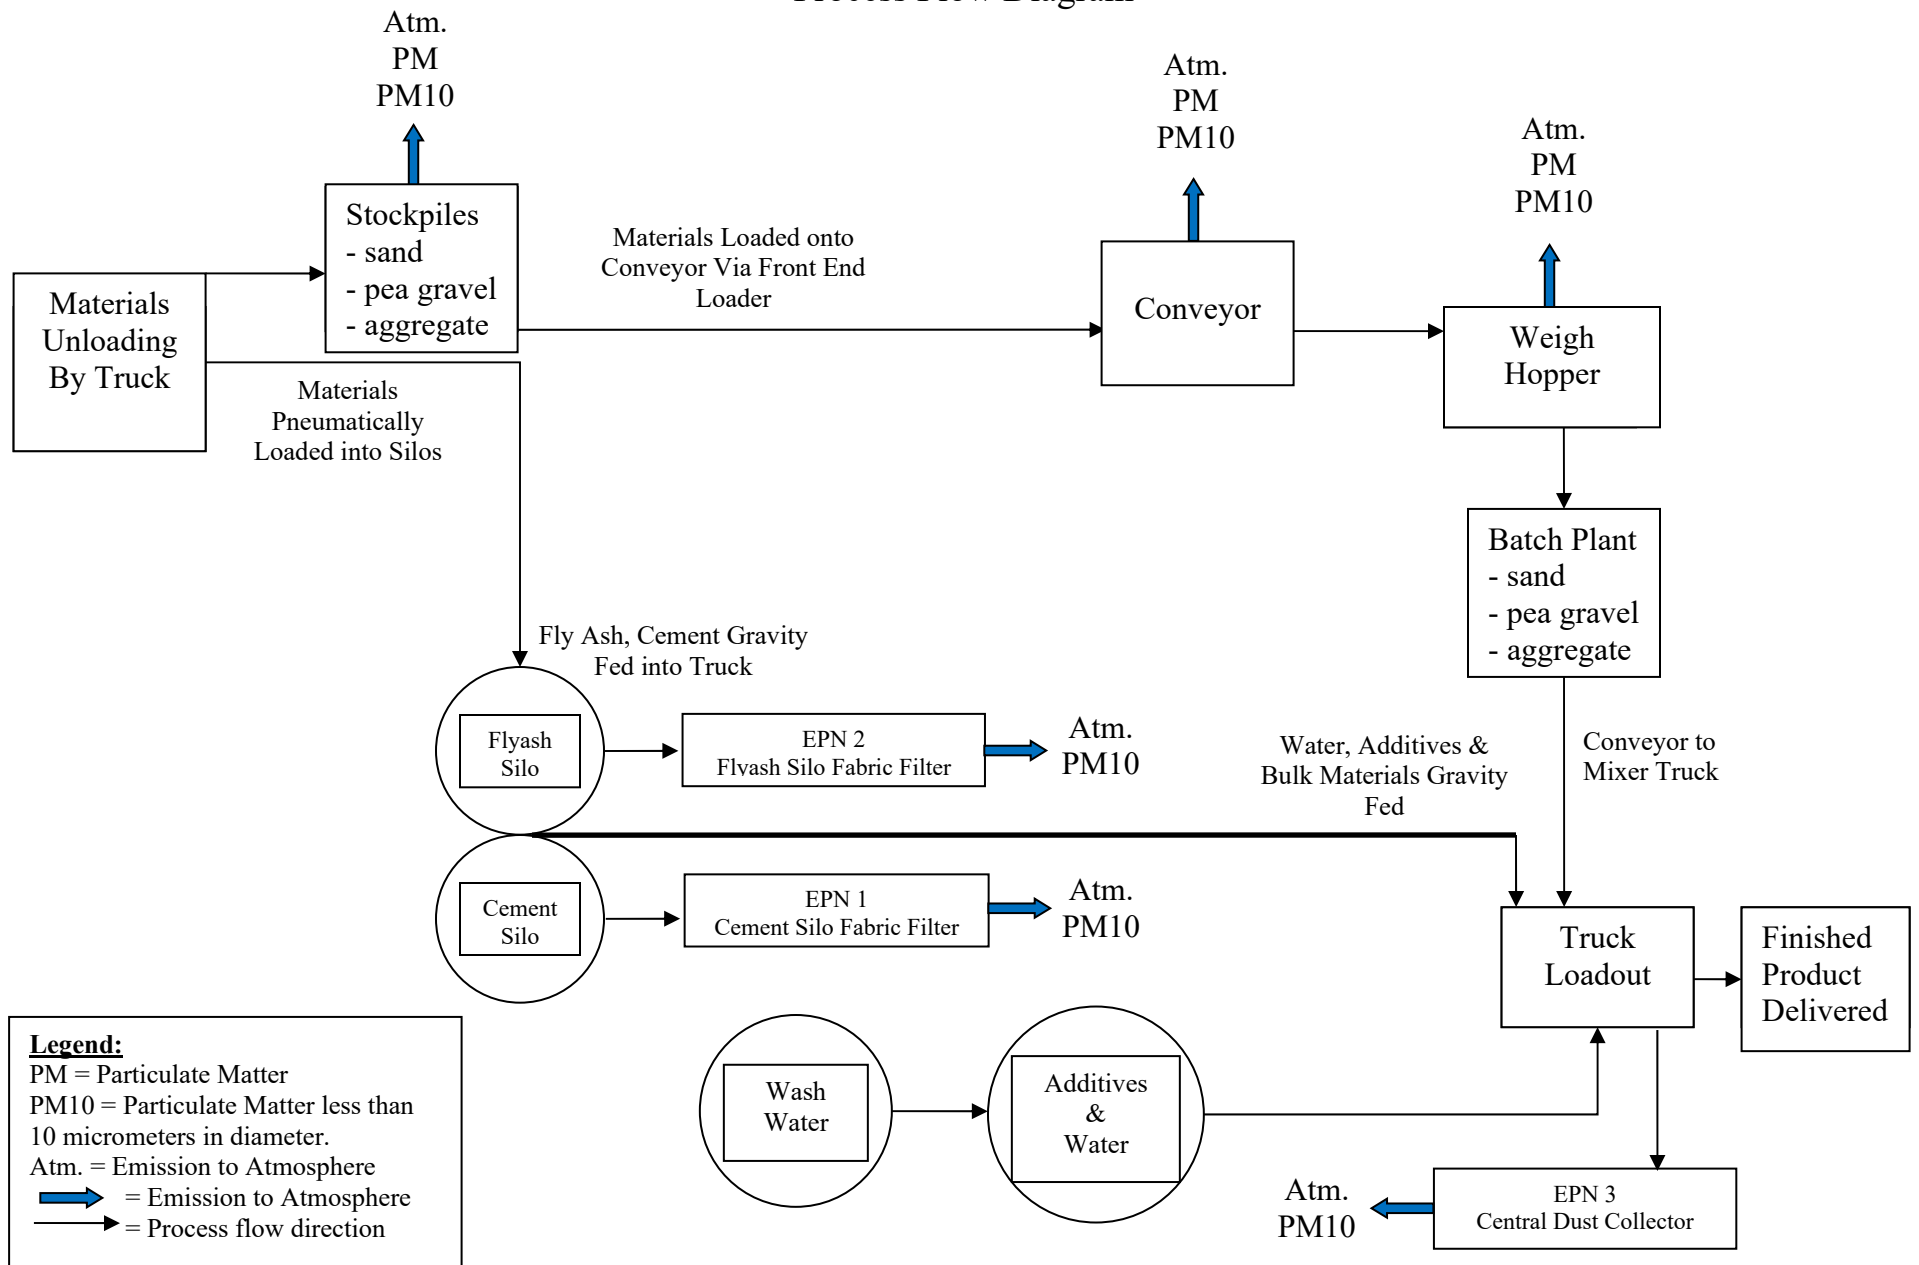 Process Flow Diagram
Atm.
PM
PM10
Atm.
PM
PM10
Atm.
PM
PM10
Stockpiles
- sand
- pea gravel
- aggregate
Materials Loaded onto
Conveyor Via Front End
Loader
Conveyor
Weigh
Hopper
Materials
Unloading
By Truck
Materials
Pneumatically
Loaded into Silos
Batch Plant
- sand
- pea gravel
- aggregate
Fly Ash, Cement Gravity
Fed into Truck
Flyash
Silo
EPN 2
Flyash Silo Fabric Filter
Atm.
PM10
Water, Additives &
Bulk Materials Gravity
Fed
Conveyor to
Mixer Truck
Cement
Silo
EPN 1
Cement Silo Fabric Filter
Atm.
PM10
Truck
Loadout
Finished
Product
Delivered
Wash
Water
Additives
&
Water
Atm.
PM10
EPN 3
Central Dust Collector
Legend:
PM = Particulate Matter
PM10 = Particulate Matter less than
10 micrometers in diameter.
Atm. = Emission to Atmosphere
= Emission to Atmosphere
= Process flow direction